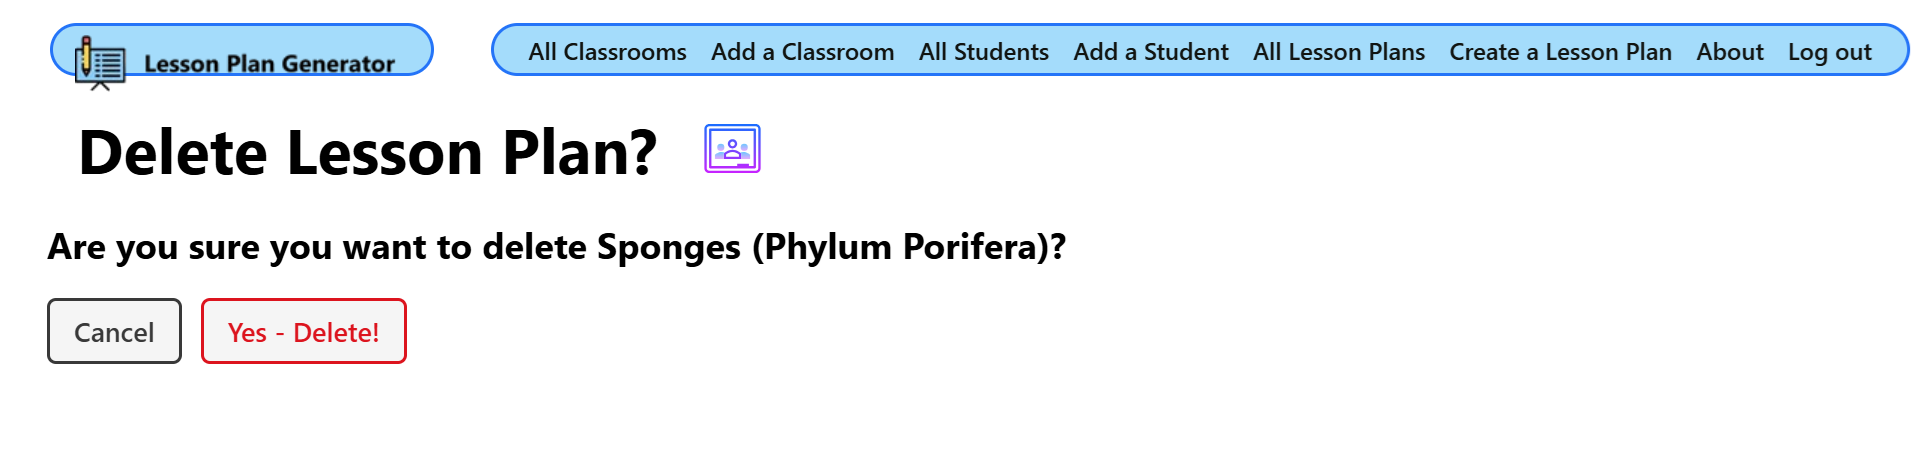 Lesson Plan Generator
All Classrooms Add a Classroom All Students Add a Student All Lesson Plans Create a Lesson Plan About Log out
Delete Lesson Plan?
Are you sure you want to delete Sponges (Phylum Porifera)?
Cancel
Yes - Delete!